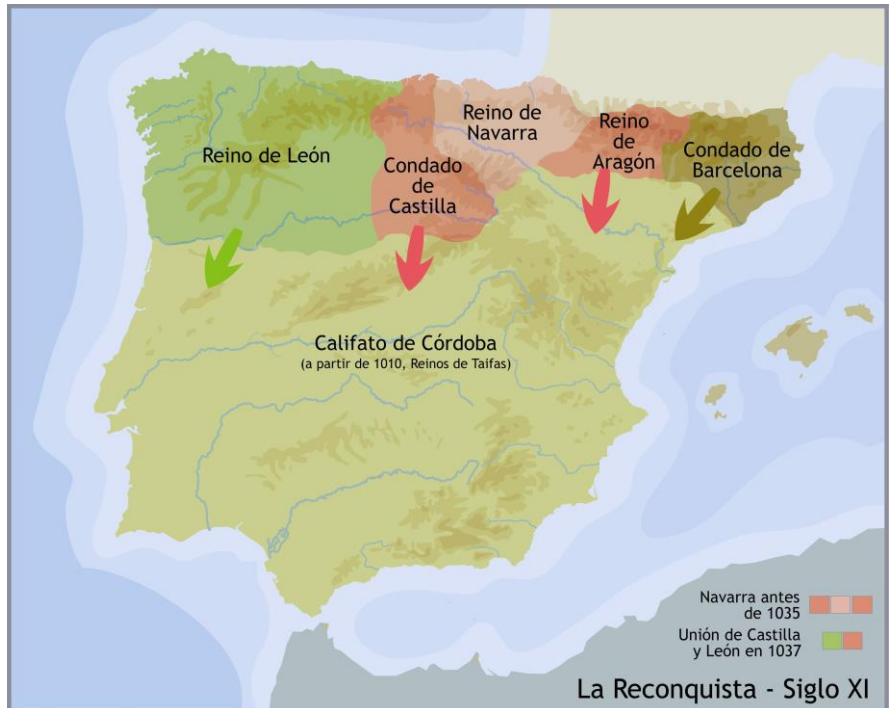 Reino de León
Condado
de
Castilla
Reino de
Navarra
Reino
de
Aragón
Condado de
Barcelona
Califato de Córdoba
(a partir de 1010, Reinos de Taifas)
Navarra antes
de 1035
Unión de Castilla
y León en 1037
La Reconquista - Siglo XI